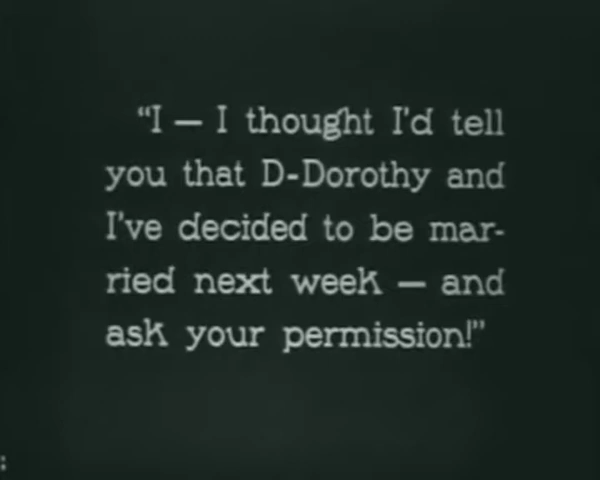 “I — I thought I'd tell
you that D-Dorothy and
I've decided to be mar-
ried next week — and
ask your permission!”